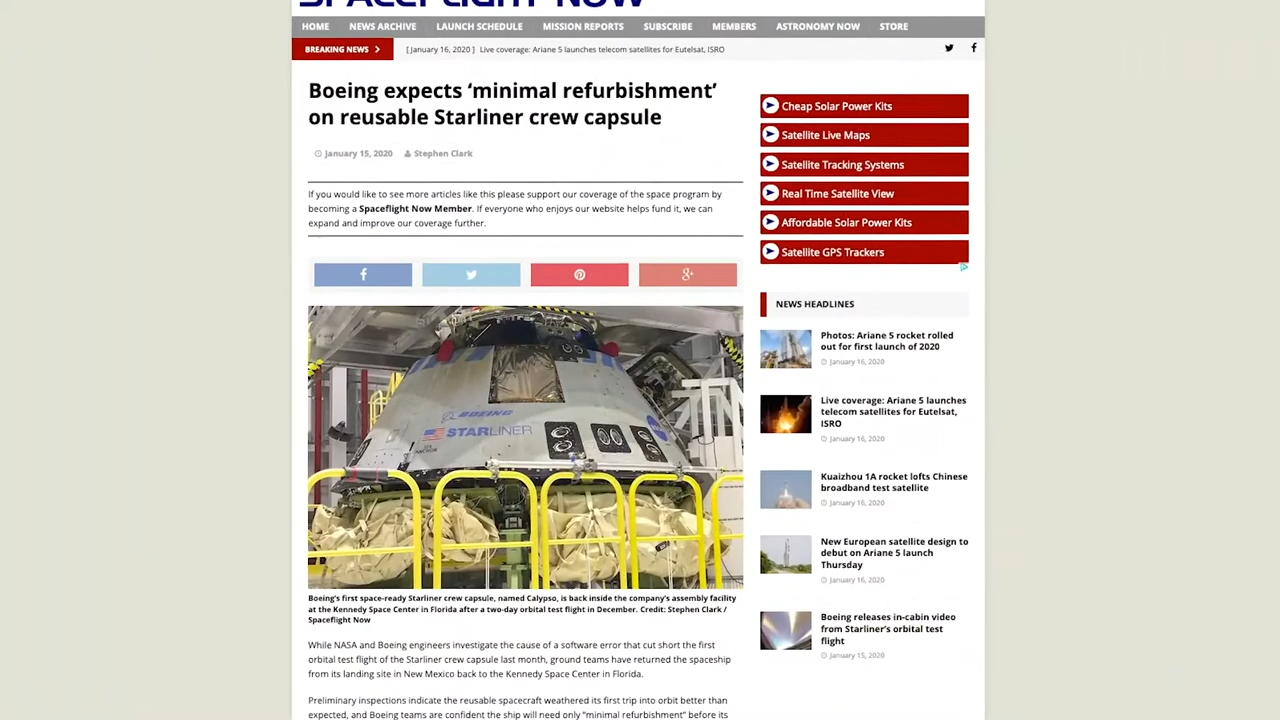 SPACEFLIGHT NOW
HOME NEWS ARCHIVE LAUNCH SCHEDULE MISSION REPORTS SUBSCRIBE MEMBERS ASTRONOMY NOW STORE
BREAKING NEWS [ January 16, 2020 ] Live coverage: Ariane 5 launches telecom satellites for Eutelsat, ISRO
Boeing expects ‘minimal refurbishment’
on reusable Starliner crew capsule
January 15, 2020 Stephen Clark
If you would like to see more articles like this please support our coverage of the space program by
becoming a Spaceflight Now Member. If everyone who enjoys our website helps fund it, we can
expand and improve our coverage further.
BOEING
STARLINER
Boeing’s first space-ready Starliner crew capsule, named Calypso, is back inside the company’s assembly facility
at the Kennedy Space Center in Florida after a two-day orbital test flight in December. Credit: Stephen Clark /
Spaceflight Now
While NASA and Boeing engineers investigate the cause of a software error that cut short the first
orbital test flight of the Starliner crew capsule last month, ground teams have returned the spaceship
from its landing site in New Mexico back to the Kennedy Space Center in Florida.
Preliminary inspections indicate the reusable spacecraft weathered its first trip into orbit better than
expected, and Boeing teams are confident the ship will need only “minimal refurbishment” before its
Cheap Solar Power Kits
Satellite Live Maps
Satellite Tracking Systems
Real Time Satellite View
Affordable Solar Power Kits
Satellite GPS Trackers
NEWS HEADLINES
Photos: Ariane 5 rocket rolled
out for first launch of 2020
January 16, 2020
Live coverage: Ariane 5 launches
telecom satellites for Eutelsat,
ISRO
January 16, 2020
Kuaizhou 1A rocket lofts Chinese
broadband test satellite
January 16, 2020
New European satellite design to
debut on Ariane 5 launch
Thursday
January 16, 2020
Boeing releases in-cabin video
from Starliner’s orbital test
flight
January 15, 2020